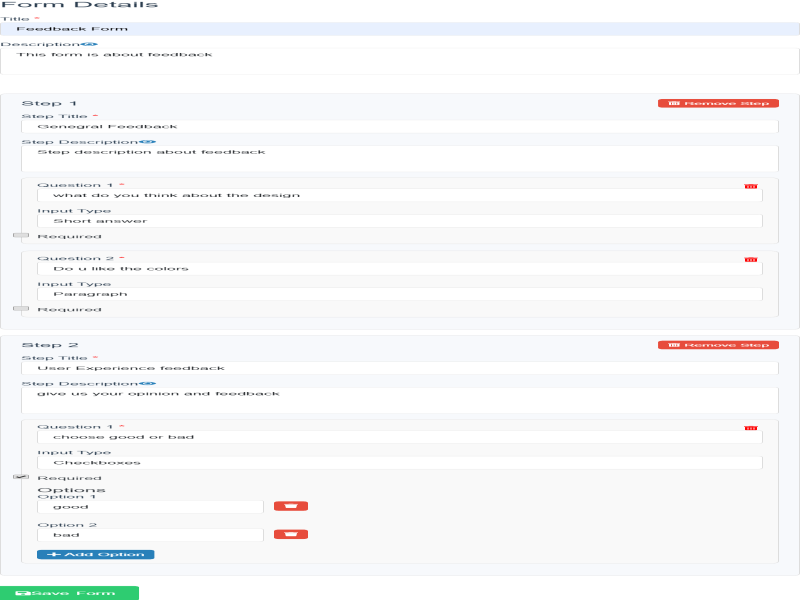 Form Details
Title *
Feedback Form
Description
This form is about feedback
Step 1
Remove Step
Step Title *
Genegral Feedback
Step Description
Step description about feedback
Question 1 *
what do you think about the design
Input Type
Short answer
Required
Question 2 *
Do u like the colors
Input Type
Paragraph
Required
Step 2
Remove Step
Step Title *
User Experience feedback
Step Description
give us your opinion and feedback
Question 1 *
choose good or bad
Input Type
Checkboxes
Required
Options
Option 1
good
Option 2
bad
Add Option
Save Form